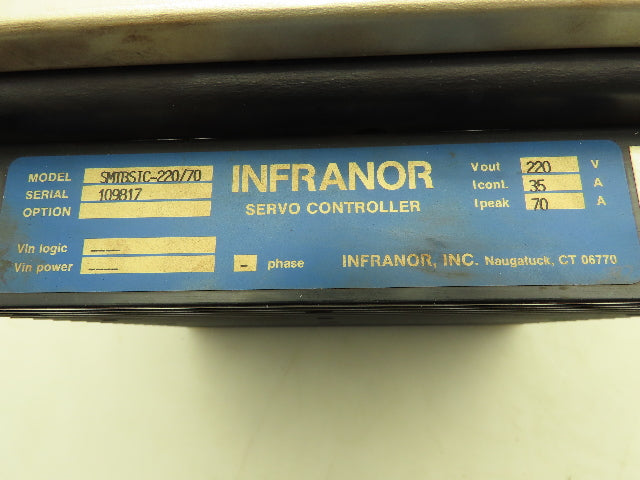 MODEL SMTBSIC-220/70
SERIAL 109817
OPTION
INFRANOR
SERVO CONTROLLER
Vout 220 V
Icont. 35 A
Ipeak 70 A
Vin logic ----
Vin power ----
- phase
INFRANOR, INC. Naugatuck, CT 06770